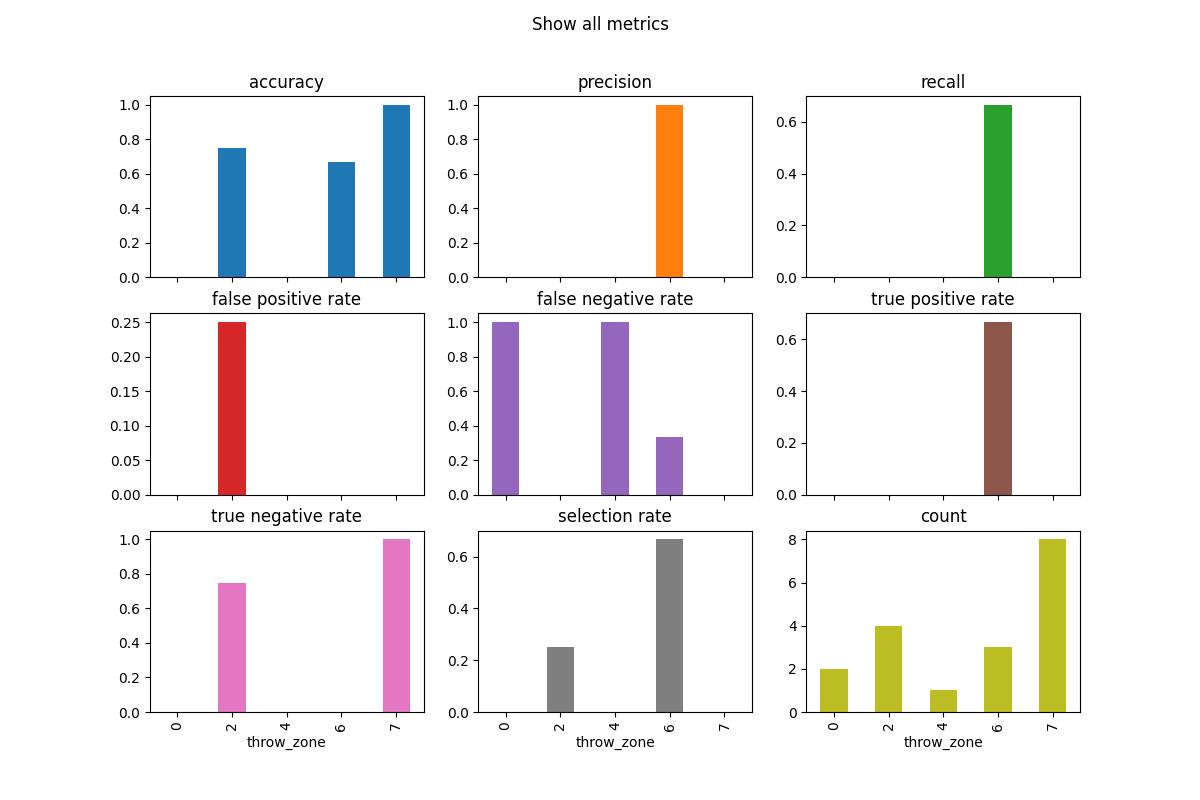 Show all metrics
accuracy
1.0
0.8
0.6
0.4
0.2
0.0
precision
1.0
0.8
0.6
0.4
0.2
0.0
recall
0.6
0.4
0.2
0.0
false positive rate
0.25
0.20
0.15
0.10
0.05
0.00
false negative rate
1.0
0.8
0.6
0.4
0.2
0.0
true positive rate
0.6
0.4
0.2
0.0
true negative rate
1.0
0.8
0.6
0.4
0.2
0.0
0 2 4 6 7
throw_zone
selection rate
0.6
0.4
0.2
0.0
0 2 4 6 7
throw_zone
count
8
6
4
2
0
0 2 4 6 7
throw_zone